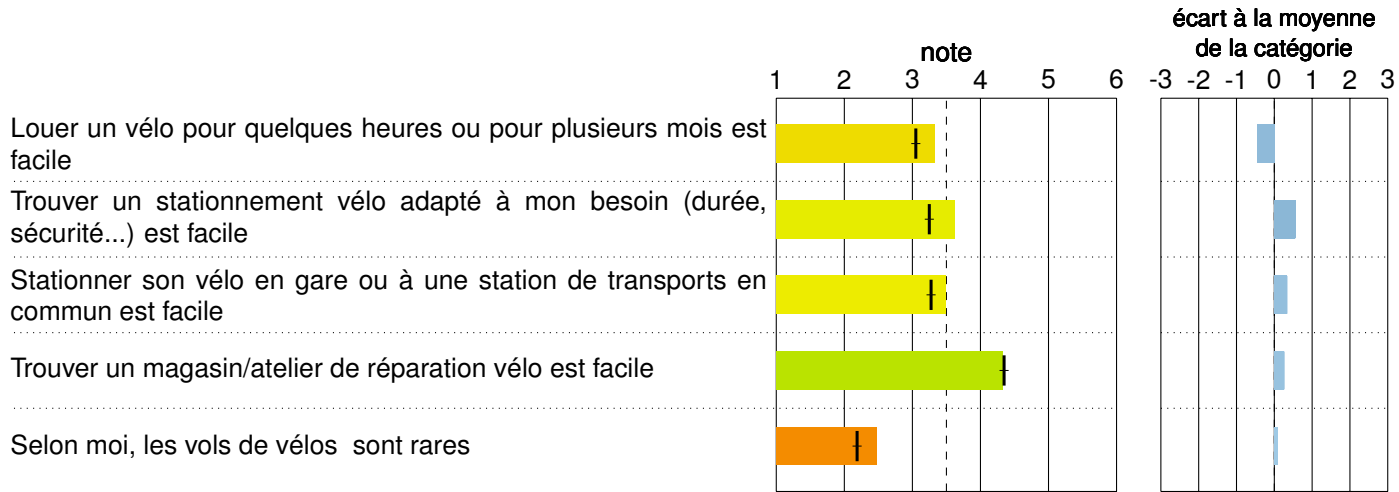 écart à la moyenne
note de la catégorie
1 2 3 4 5 6 -3 -2 -1 0 1 2 3
Louer un vélo pour quelques heures ou pour plusieurs mois est
facile
Trouver un stationnement vélo adapté à mon besoin (durée,
sécurité...) est facile
Stationner son vélo en gare ou à une station de transports en
commun est facile
Trouver un magasin/atelier de réparation vélo est facile
Selon moi, les vols de vélos  sont rares